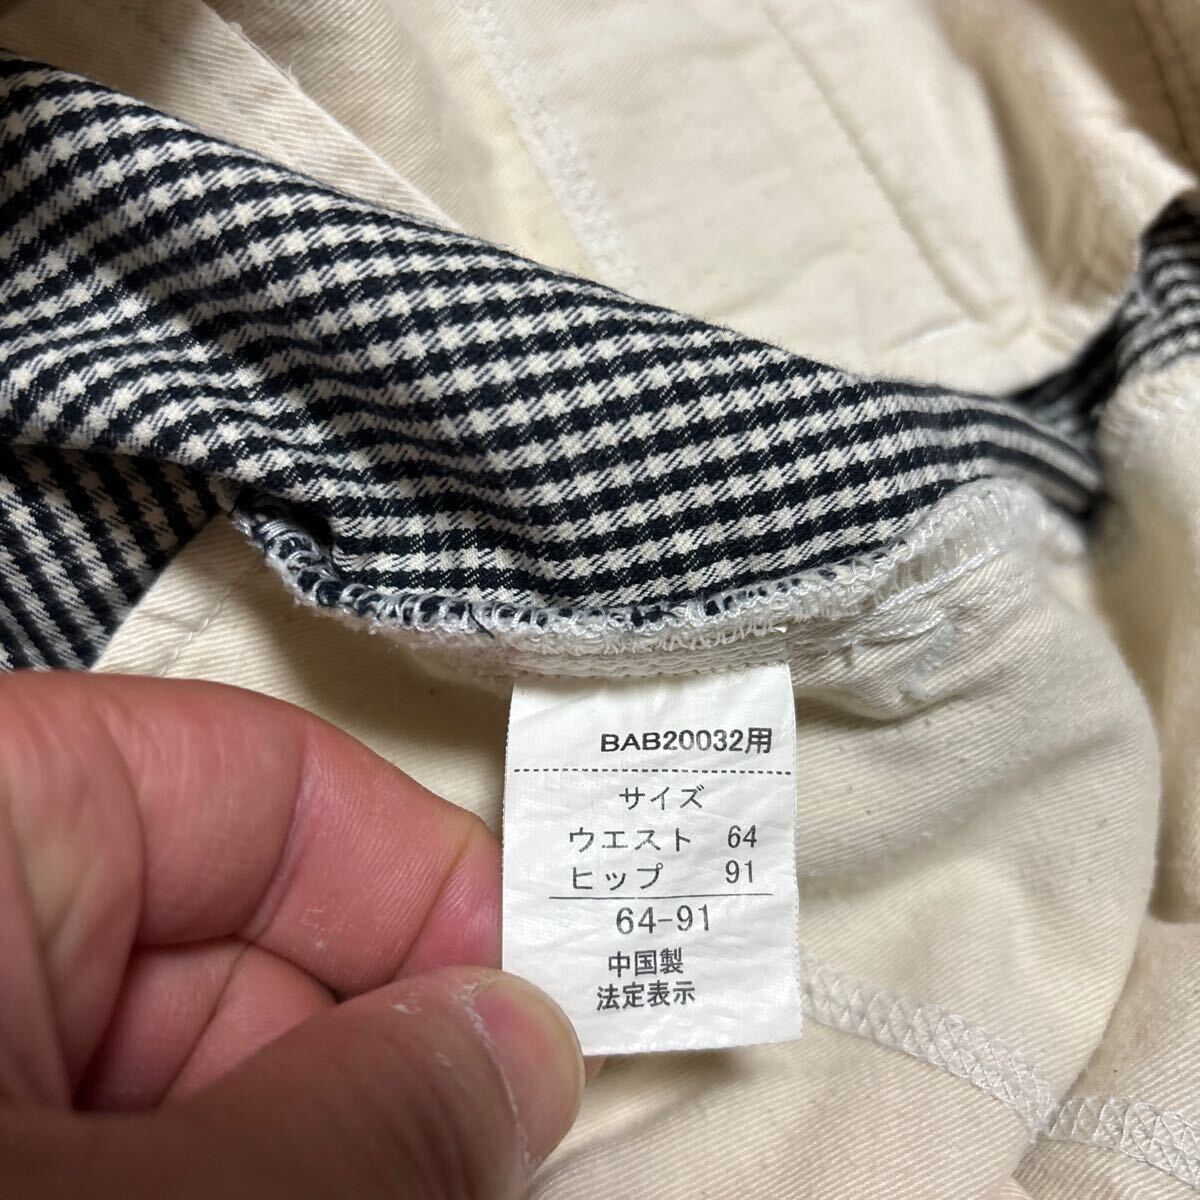 BAB20032用
サイズ
ウエスト 64
ヒップ 91
64-91
中国製
法定表示